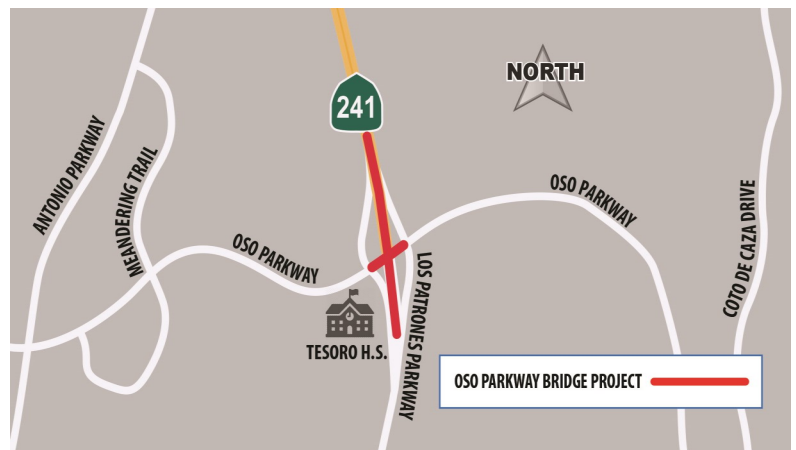 NORTH
241
ANTONIO PARKWAY
MEANDERING TRAIL
OSO PARKWAY
OSO PARKWAY
COTO DE CAZA DRIVE
LOS PATRONES PARKWAY
TESORO H.S.
OSO PARKWAY BRIDGE PROJECT